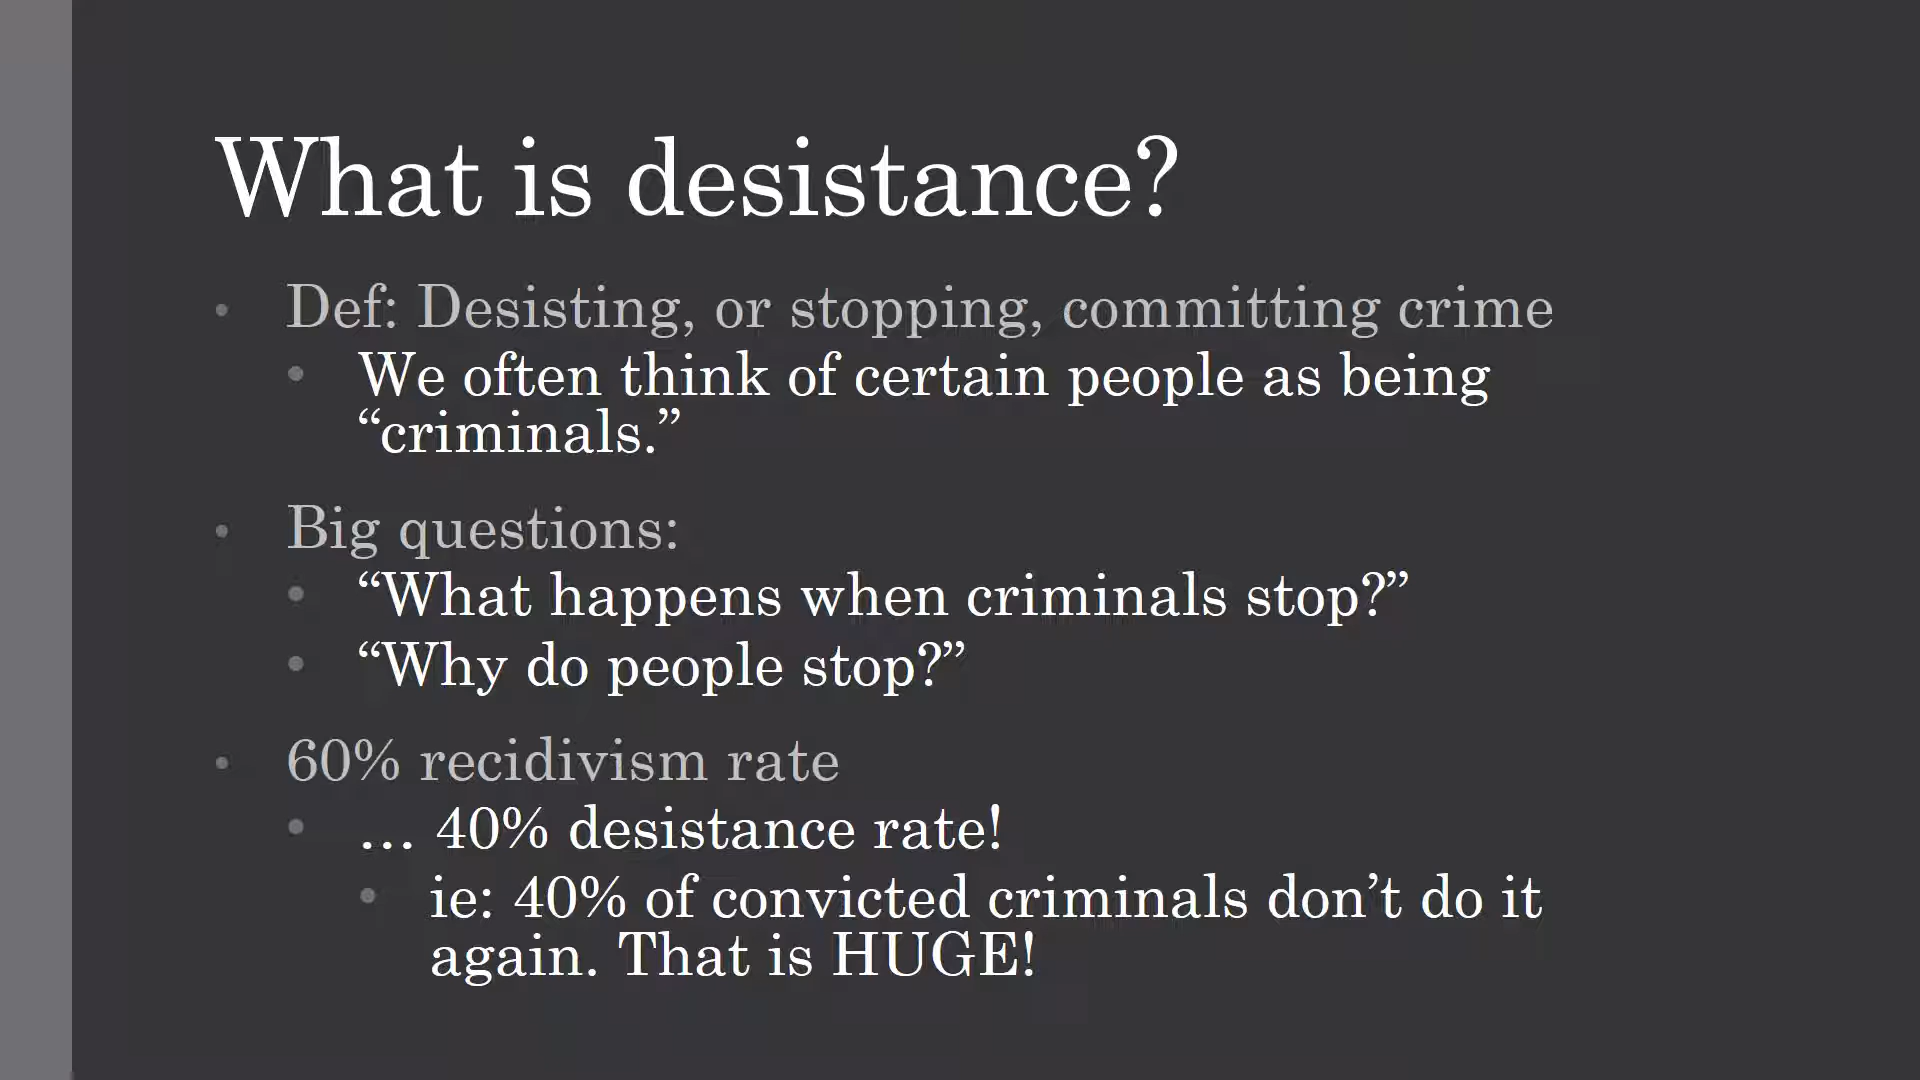 What is desistance?
• Def: Desisting, or stopping, committing crime
• We often think of certain people as being
“criminals.”
• Big questions:
• “What happens when criminals stop?”
• “Why do people stop?”
• 60% recidivism rate
• … 40% desistance rate!
• ie: 40% of convicted criminals don’t do it
again. That is HUGE!